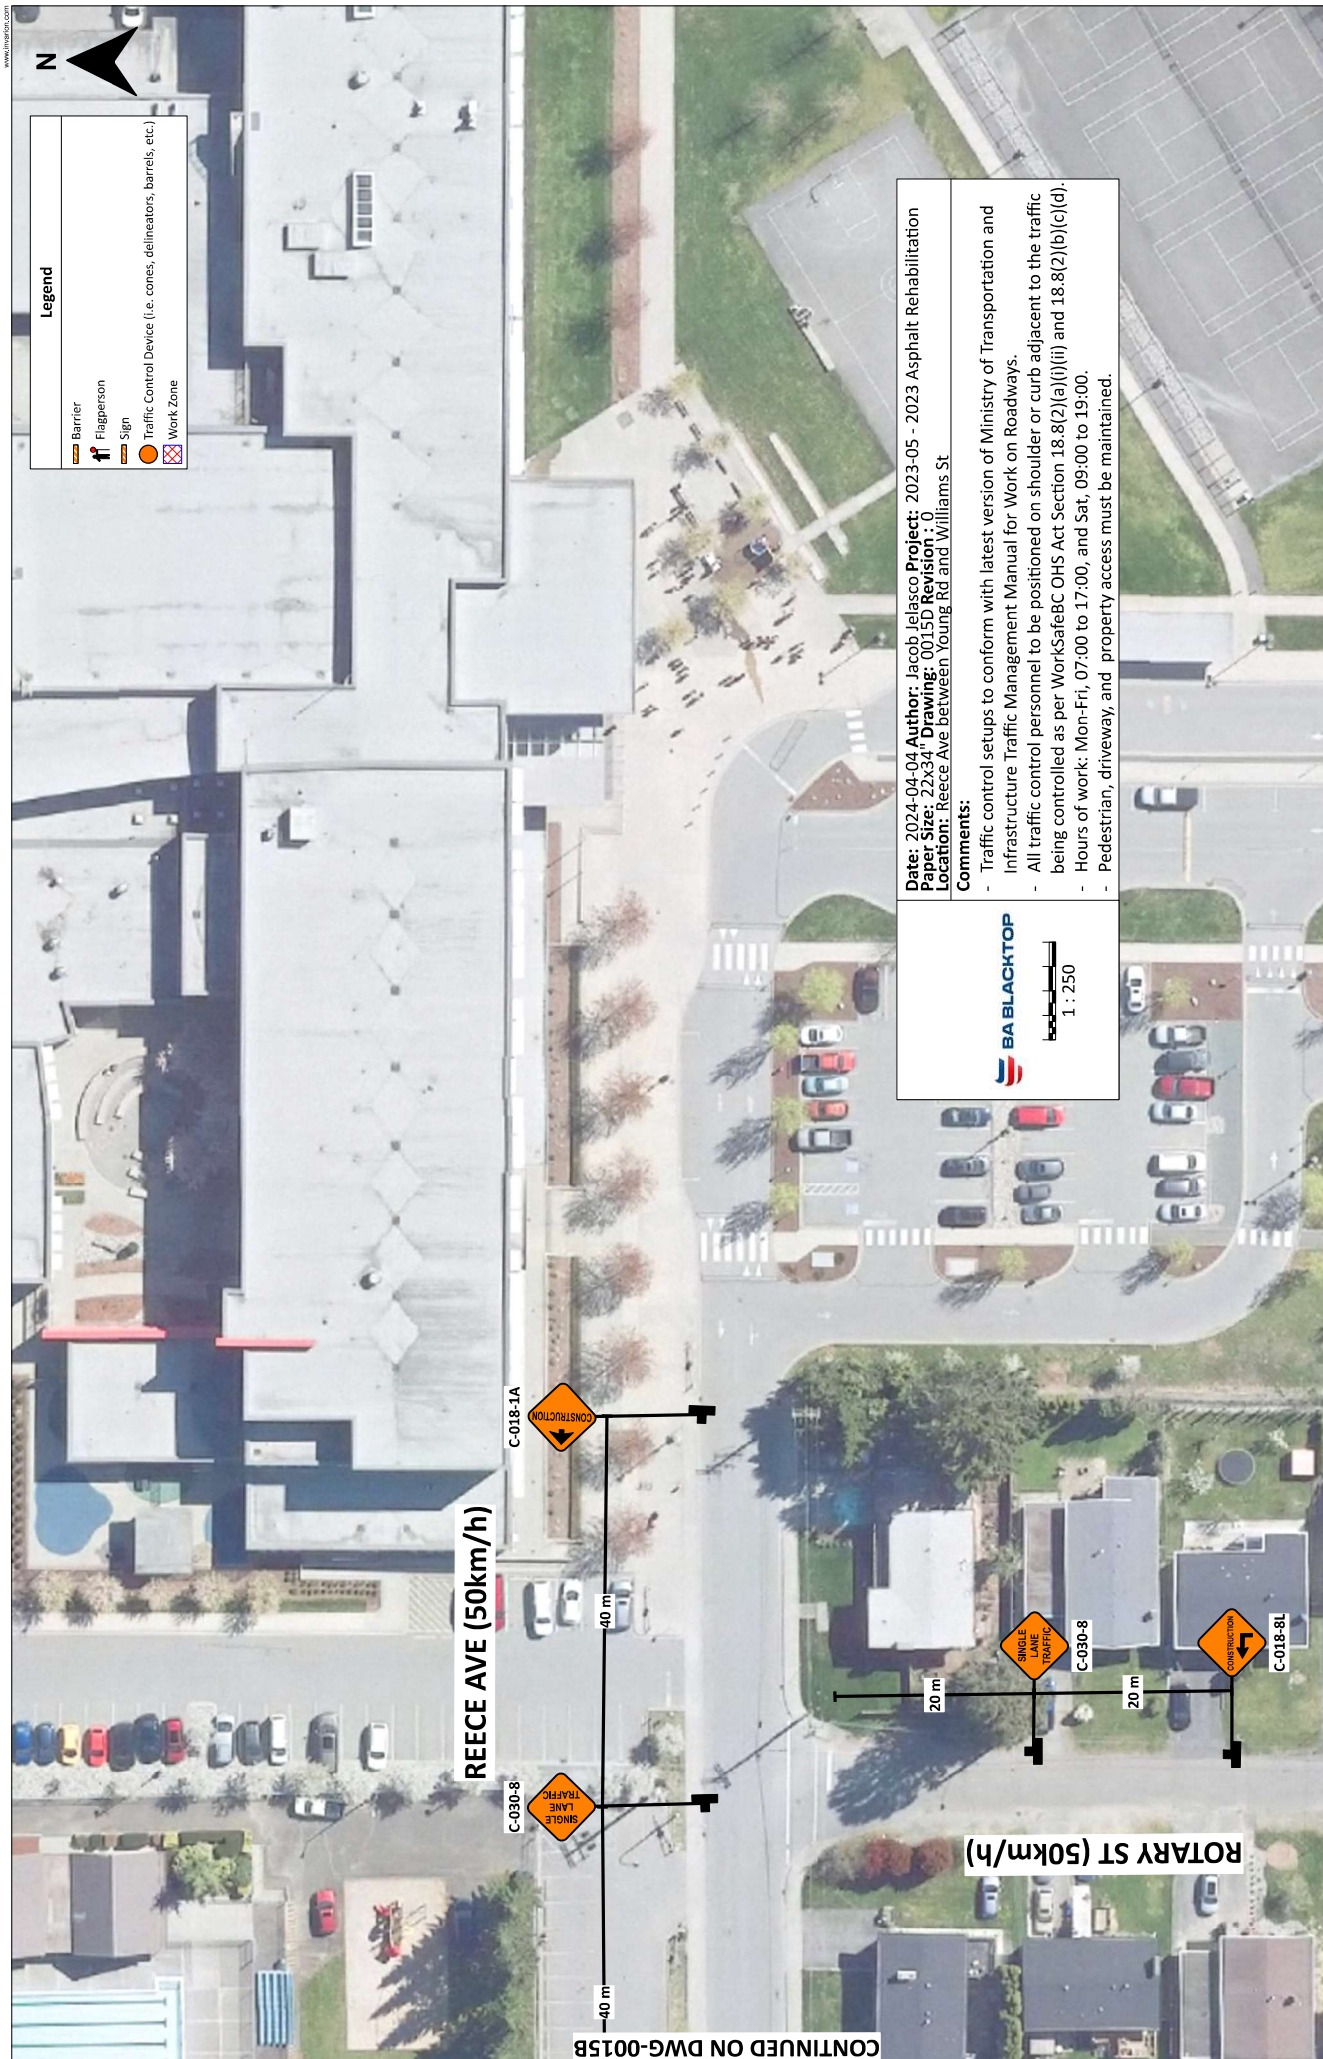 www.invarion.com
N
Legend
Barrier
Flagperson
Sign
Traffic Control Device (i.e. cones, delineators, barrels, etc.)
Work Zone
C-018-1A
CONSTRUCTION
REECE AVE (50km/h)
40 m
C-030-8
SINGLE
LANE
TRAFFIC
40 m
CONTINUED ON DWG-0015B
Date: 2024-04-04 Author: Jacob Jelasco Project: 2023-05 - 2023 Asphalt Rehabilitation
Paper Size: 22x34" Drawing: 0015D Revision : 0
Location: Reece Ave between Young Rd and Williams St
Comments:
- Traffic control setups to conform with latest version of Ministry of Transportation and
Infrastructure Traffic Management Manual for Work on Roadways.
- All traffic control personnel to be positioned on shoulder or curb adjacent to the traffic
being controlled as per WorkSafeBC OHS Act Section 18.8(2)(a)(i)(ii) and 18.8(2)(b)(c)(d).
- Hours of work: Mon-Fri, 07:00 to 17:00, and Sat, 09:00 to 19:00.
- Pedestrian, driveway, and property access must be maintained.
BA BLACKTOP
1 : 250
20 m
SINGLE
LANE
TRAFFIC
C-030-8
20 m
CONSTRUCTION
C-018-8L
ROTARY ST (50km/h)